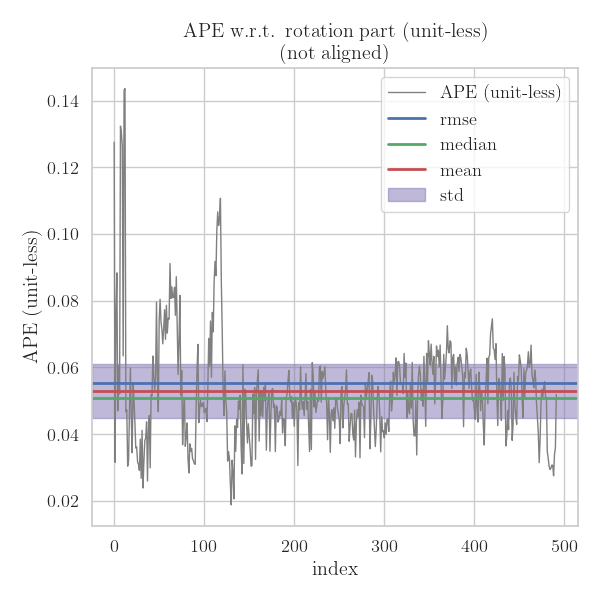 APE w.r.t. rotation part (unit-less)
(not aligned)
APE (unit-less)
rmse
median
mean
std
0.14
0.12
0.10
0.08
0.06
0.04
0.02
APE (unit-less)
0 100 200 300 400 500
index